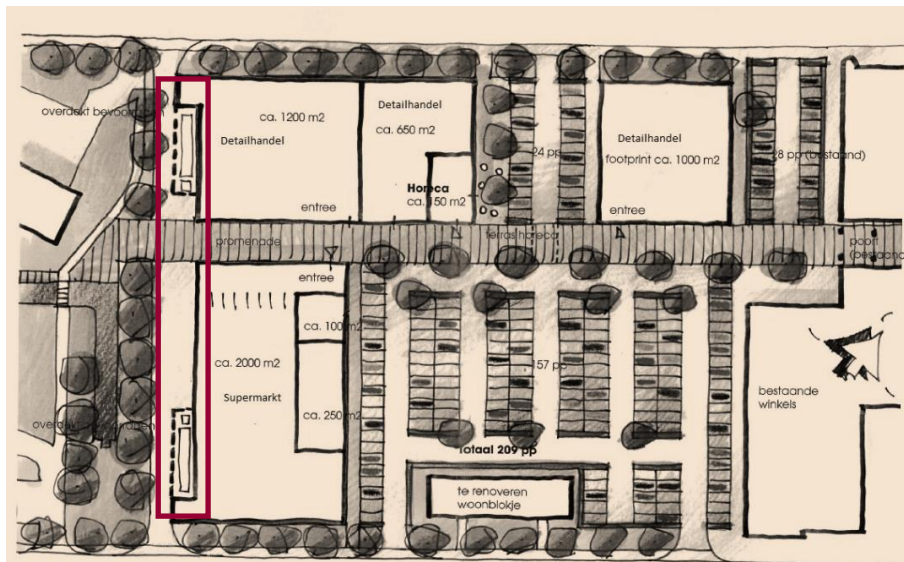 overdekt bevoorraden
ca. 1200 m2
Detailhandel
Detailhandel
ca. 650 m2
Horeca
ca. 150 m2
entree
24 pp
Detailhandel
footprint ca. 1000 m2
entree
28 pp (bestaand)
promenade
terras horeca
poort
(bestaand)
entree
ca. 100 m2
ca. 2000 m2
Supermarkt
ca. 250 m2
157 pp
Totaal 209 pp
te renoveren
woonblokje
bestaande
winkels